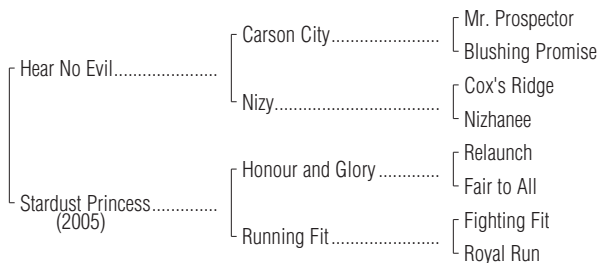 Mr. Prospector
Carson City
Blushing Promise
Hear No Evil
Cox's Ridge
Nizy
Nizhanee
Relaunch
Honour and Glory
Fair to All
Stardust Princess
(2005)
Fighting Fit
Running Fit
Royal Run